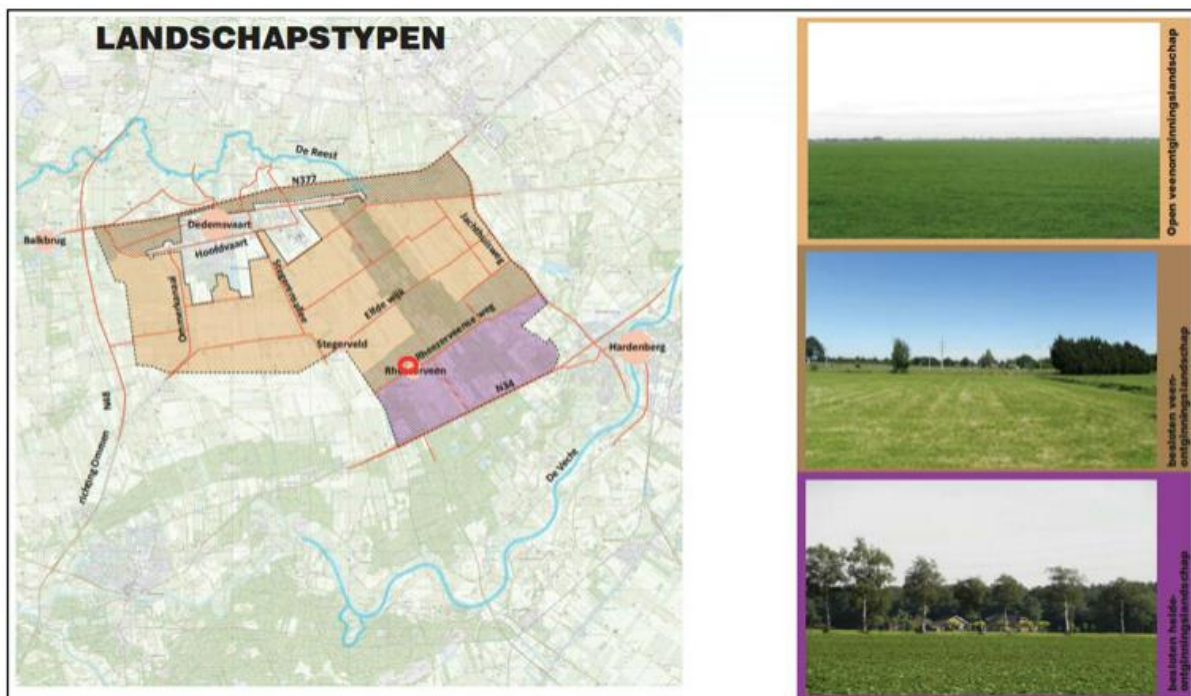 LANDSCHAPSTYPEN
De Reest
N377
Dedemsvaart
Balkbrug
Hoofdvaart
Jachthuisweg
Ommerkanaal
Stegerensallee
Elfde wijk
Stegerveld
Rheezerveense weg
Rheezerveen
Hardenberg
N34
N48
richting Ommen
De Vecht
Open veenontginningslandschap
besloten veen-
ontginningslandschap
besloten heide-
ontginningslandschap